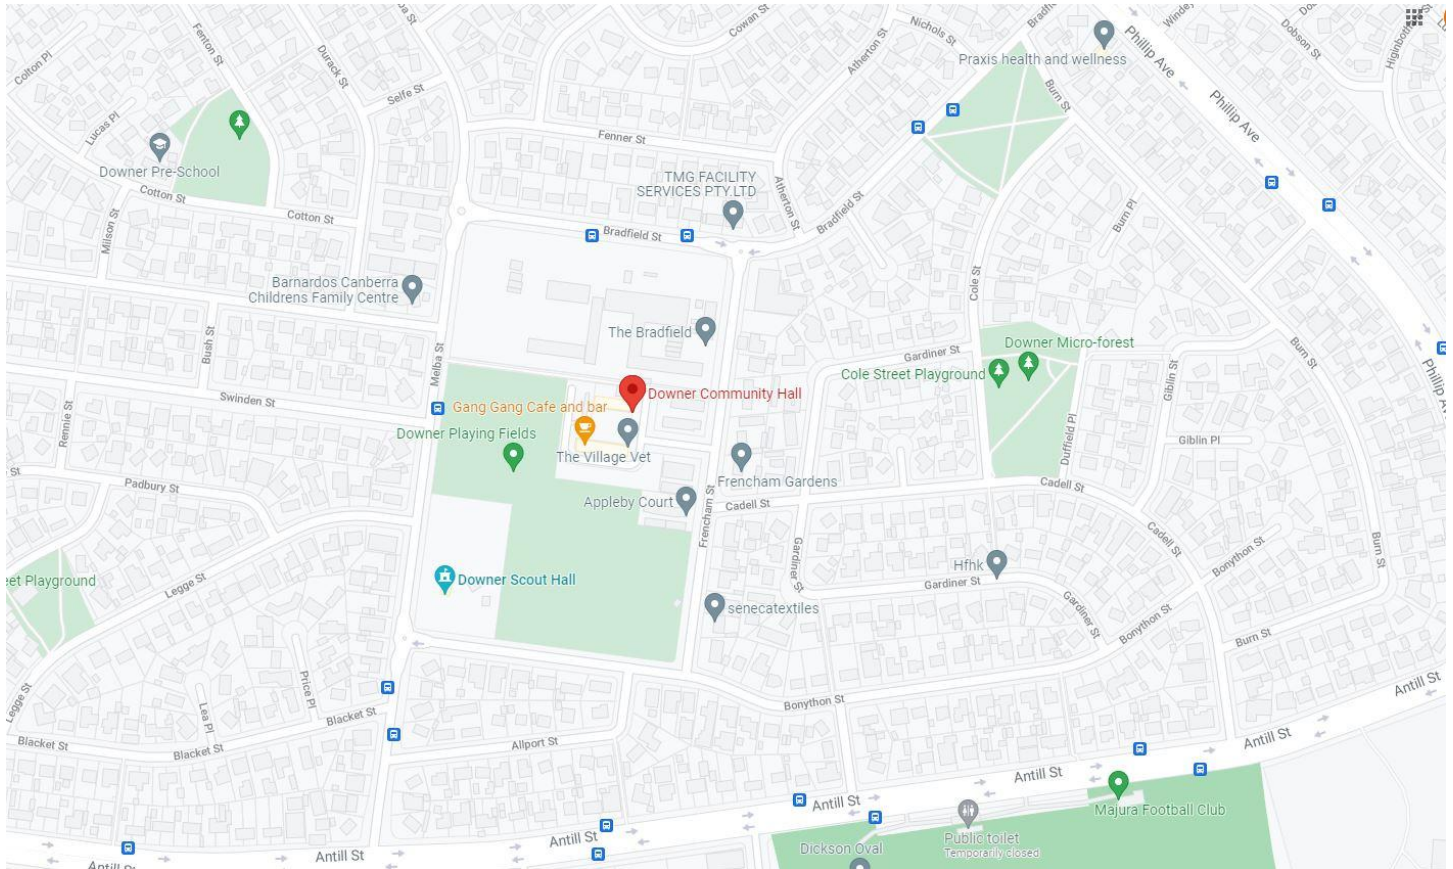 Fenton St
Durack St
Colton Pl
Selfe St
Lucas Pl
Downer Pre-School
Cotton St
Cotton St
Milson St
Cowan St
Atherton St
Nichols St
Praxis health and wellness
Phillip Ave
Phillip Ave
Dobson St
Burn St
Fenner St
TMG FACILITY
SERVICES PTY LTD
Atherton St
Bradfield St
Bradfield St
Burn Pl
Barnardos Canberra
Childrens Family Centre
Bush St
Melba St
The Bradfield
Cole St
Gardiner St
Downer Micro-forest
Cole Street Playground
Giblin St
Burn St
Rennie St
Swinden St
Downer Community Hall
Gang Gang Cafe and bar
Downer Playing Fields
The Village Vet
Frencham Gardens
Duffield Pl
Giblin Pl
St
Padbury St
Appleby Court
Frencham St
Cadell St
Cadell St
Cadell St
Bonython St
Burn St
eet Playground
Legge St
Downer Scout Hall
Gardiner St
Hfhk
Gardiner St
Gardiner St
senecatextiles
Bonython St
Burn St
Legge St
Lea Pl
Price Pl
Blacket St
Blacket St
Blacket St
Allport St
Bonython St
Antill St
Antill St
Antill St
Antill St
Antill St
Antill St
Antill St
Majura Football Club
Public toilet
Temporarily closed
Dickson Oval